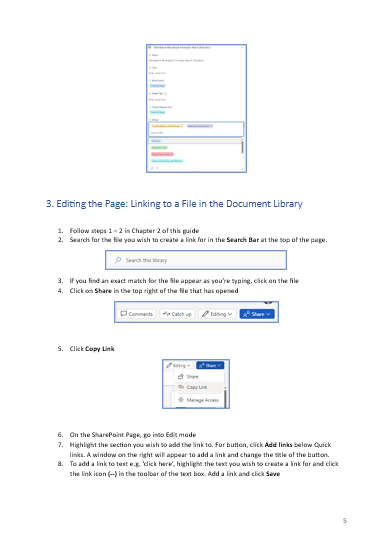 3. Editing the Page: Linking to a File in the Document Library
1. Follow steps 1 – 2 in Chapter 2 of this guide
2. Search for the file you wish to create a link for in the Search Bar at the top of the page.
Search this library
3. If you find an exact match for the file appear as you're typing, click on the file
4. Click on Share in the top right of the file that has opened
Comments Catch up Editing Share
5. Click Copy Link
Editing Share
Share
Copy Link
Manage Access
6. On the SharePoint Page, go into Edit mode
7. Highlight the section you wish to add the link to. For button, click Add links below Quick
links. A window on the right will appear to add a link and change the title of the button.
8. To add a link to text e.g. 'click here', highlight the text you wish to create a link for and click
the link icon (--) in the toolbar of the text box. Add a link and click Save
5